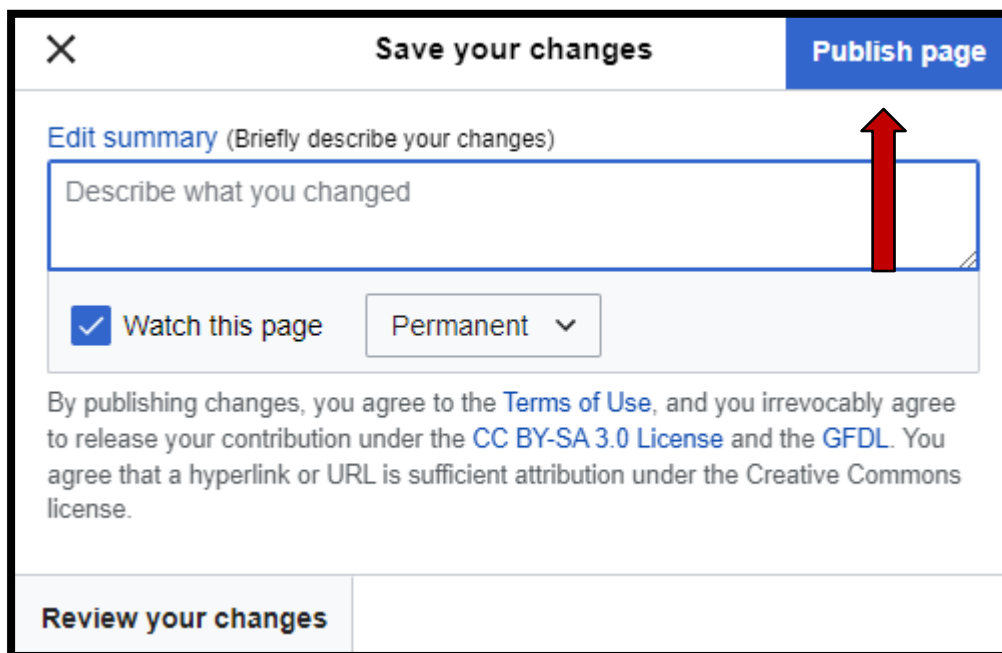 Save your changes
Publish page
Edit summary (Briefly describe your changes)
Describe what you changed
Watch this page
Permanent
By publishing changes, you agree to the Terms of Use, and you irrevocably agree
to release your contribution under the CC BY-SA 3.0 License and the GFDL. You
agree that a hyperlink or URL is sufficient attribution under the Creative Commons
license.
Review your changes